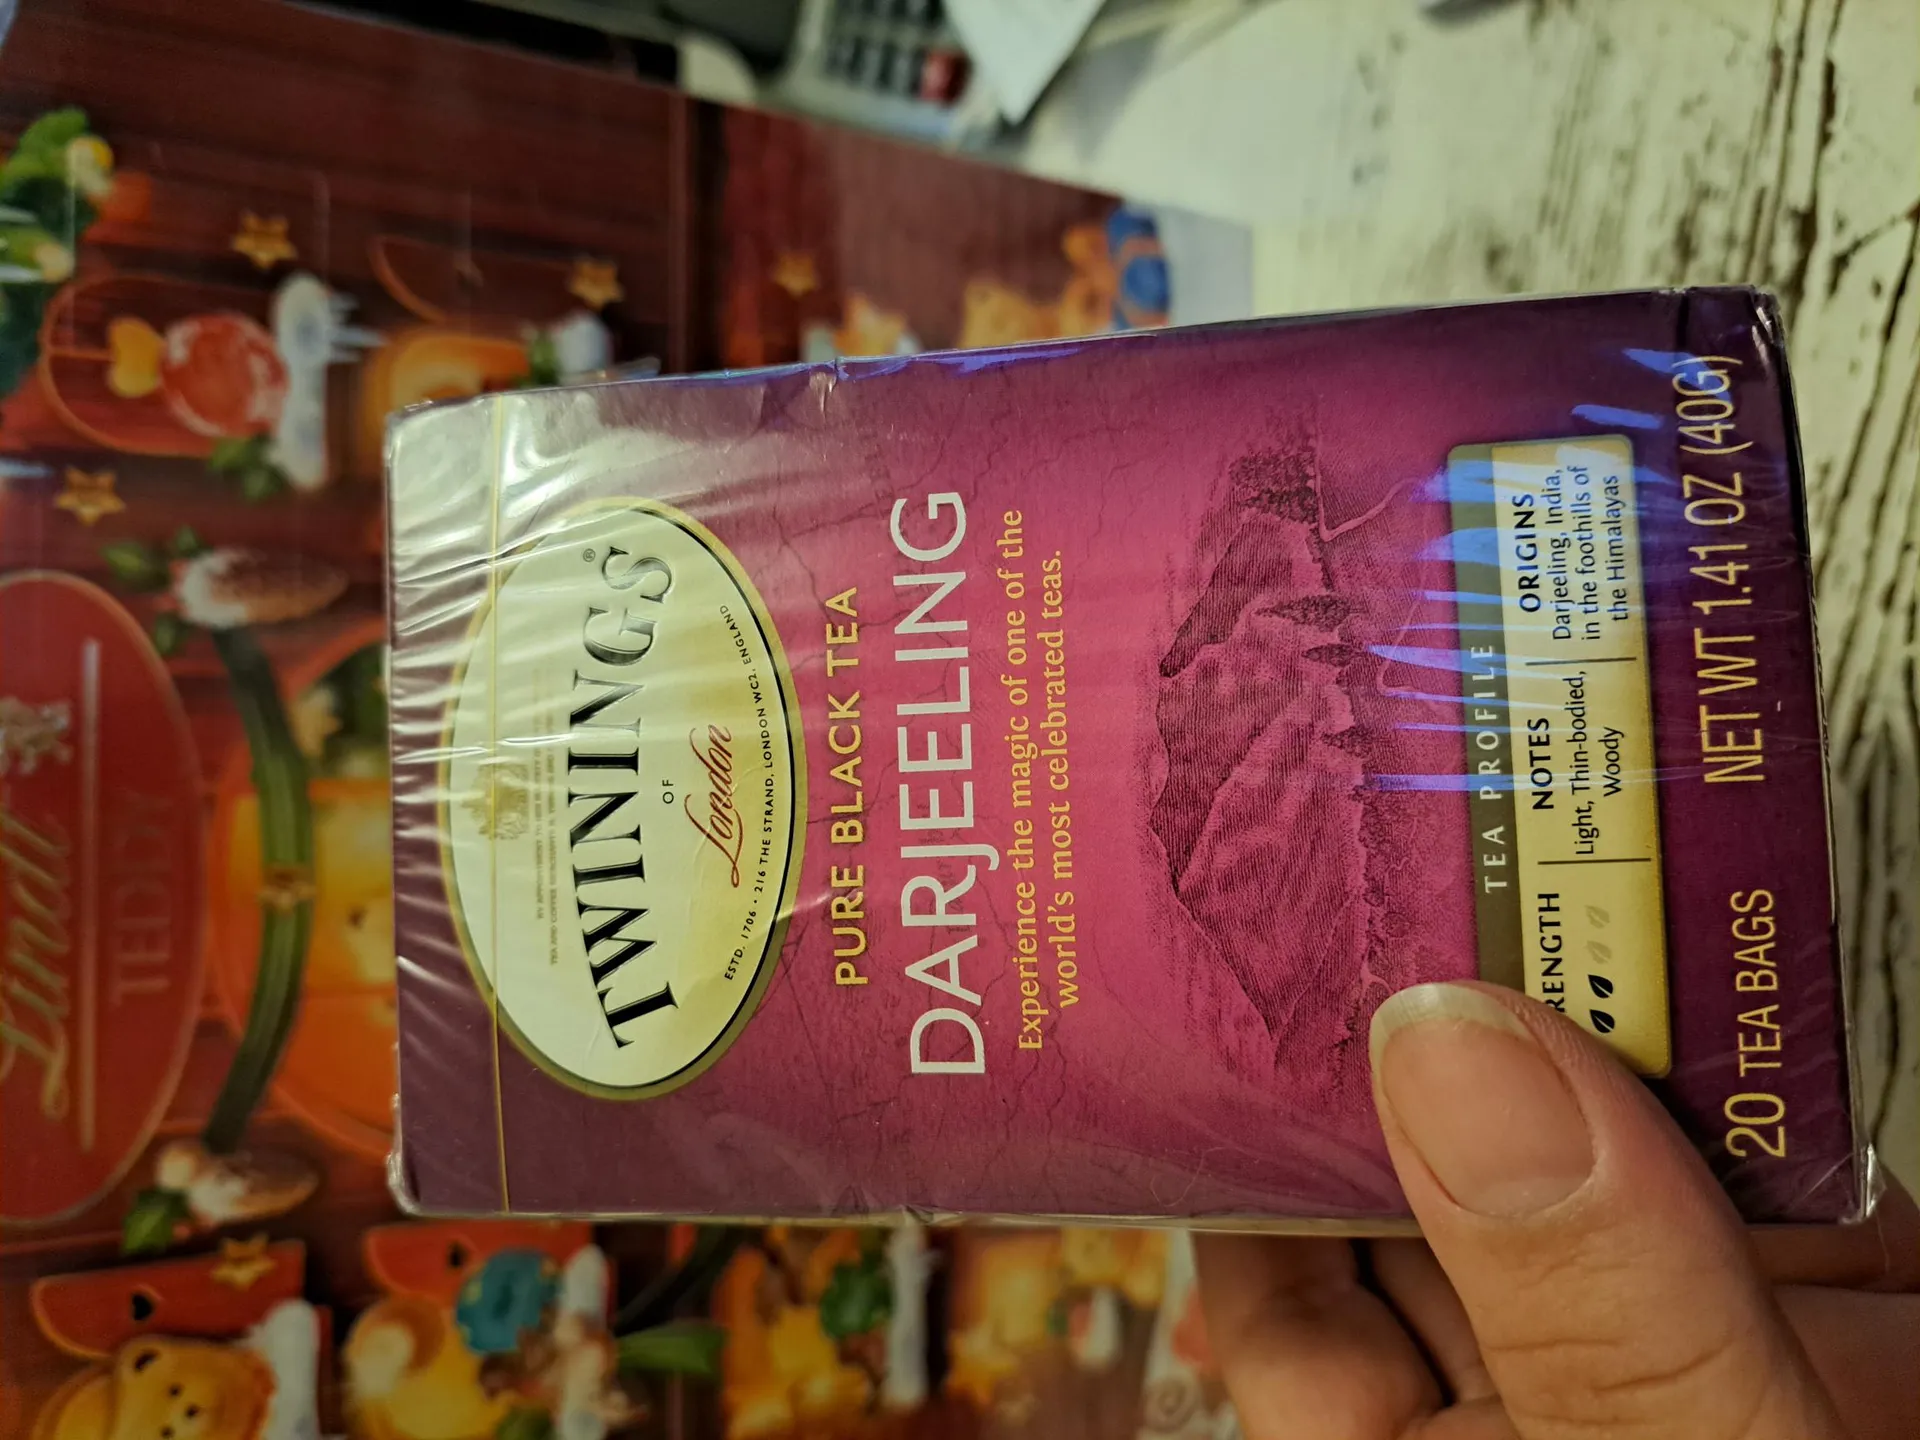 TWININGS®
OF
London
ESTD. 1706 • 216 THE STRAND, LONDON WC2, ENGLAND
PURE BLACK TEA
DARJEELING
Experience the magic of one of the
world's most celebrated teas.
TEA PROFILE
RENGTH
NOTES
Light, Thin-bodied,
Woody
ORIGINS
Darjeeling, India,
in the foothills of
the Himalayas
20 TEA BAGS
NET WT 1.41 OZ (40G)
Lindt
TEDDY